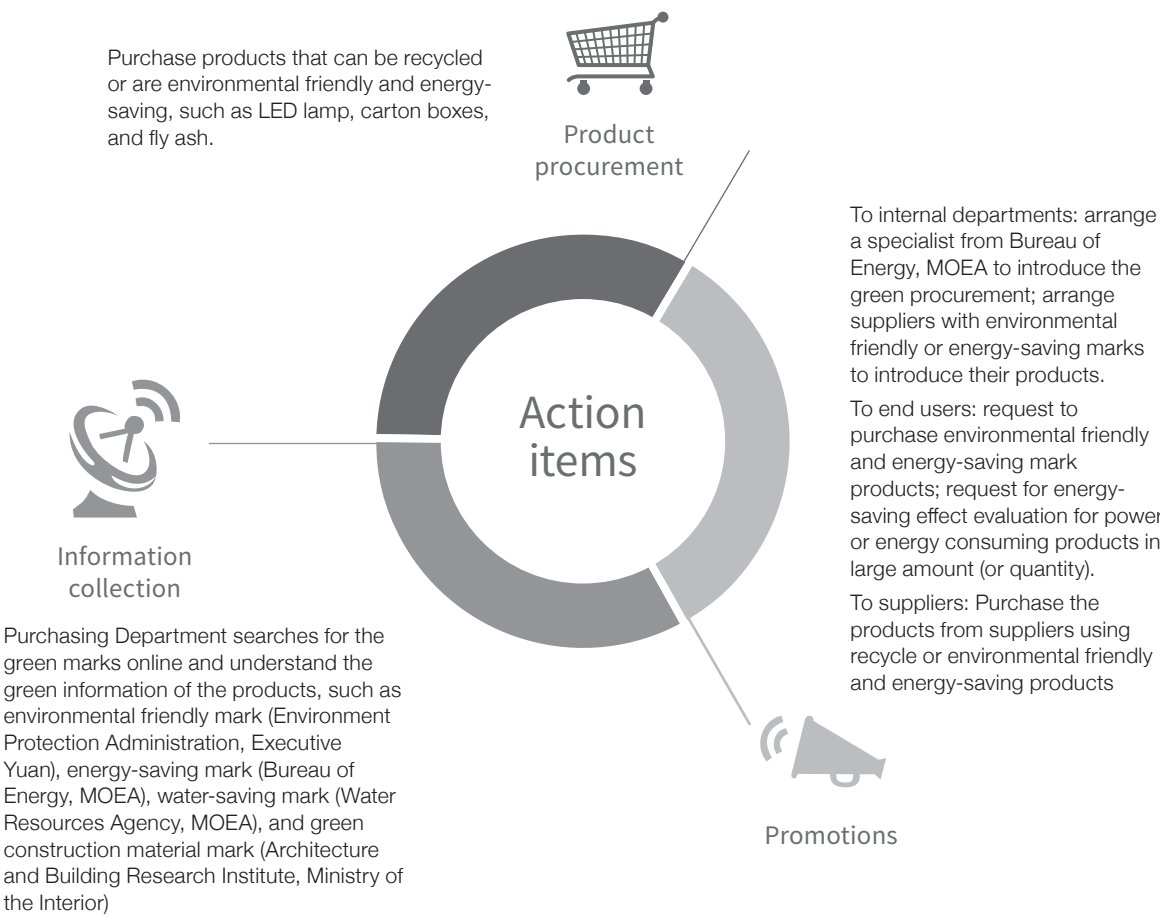 Purchase products that can be recycled
or are environmental friendly and energy-
saving, such as LED lamp, carton boxes,
and fly ash.
Product
procurement
To internal departments: arrange
a specialist from Bureau of
Energy, MOEA to introduce the
green procurement; arrange
suppliers with environmental
friendly or energy-saving marks
to introduce their products.
To end users: request to
purchase environmental friendly
and energy-saving mark
products; request for energy-
saving effect evaluation for power
or energy consuming products in
large amount (or quantity).
To suppliers: Purchase the
products from suppliers using
recycle or environmental friendly
and energy-saving products
Action
items
Information
collection
Purchasing Department searches for the
green marks online and understand the
green information of the products, such as
environmental friendly mark (Environment
Protection Administration, Executive
Yuan), energy-saving mark (Bureau of
Energy, MOEA), water-saving mark (Water
Resources Agency, MOEA), and green
construction material mark (Architecture
and Building Research Institute, Ministry of
the Interior)
Promotions